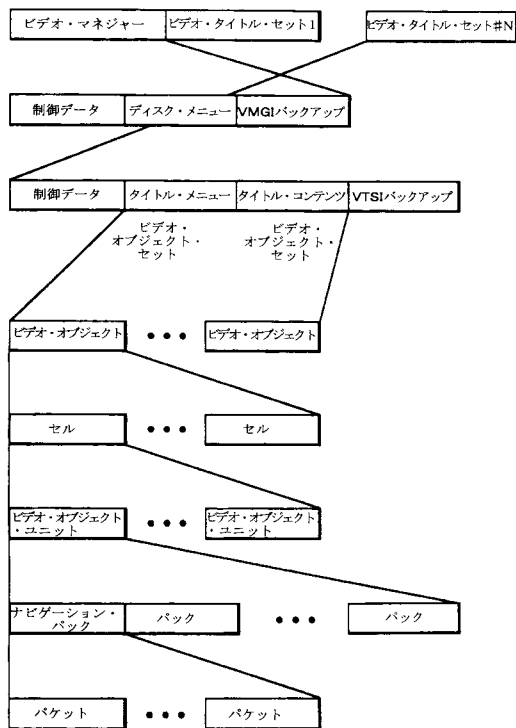 ビデオ・マネジャー
ビデオ・タイトル・セット1
ビデオ・タイトル・セット#N
制御データ
ディスク・メニュー
VMGIバックアップ
制御データ
タイトル・メニュー
タイトル・コンテンツ
VTSIバックアップ
ビデオ・
オブジェクト・
セット
ビデオ・
オブジェクト・
セット
ビデオ・オブジェクト
•••
ビデオ・オブジェクト
セル
•••
セル
ビデオ・オブジェクト
・ユニット
•••
ビデオ・オブジェクト
・ユニット
ナビゲーション・
パック
パック
•••
パック
パケット
•••
パケット